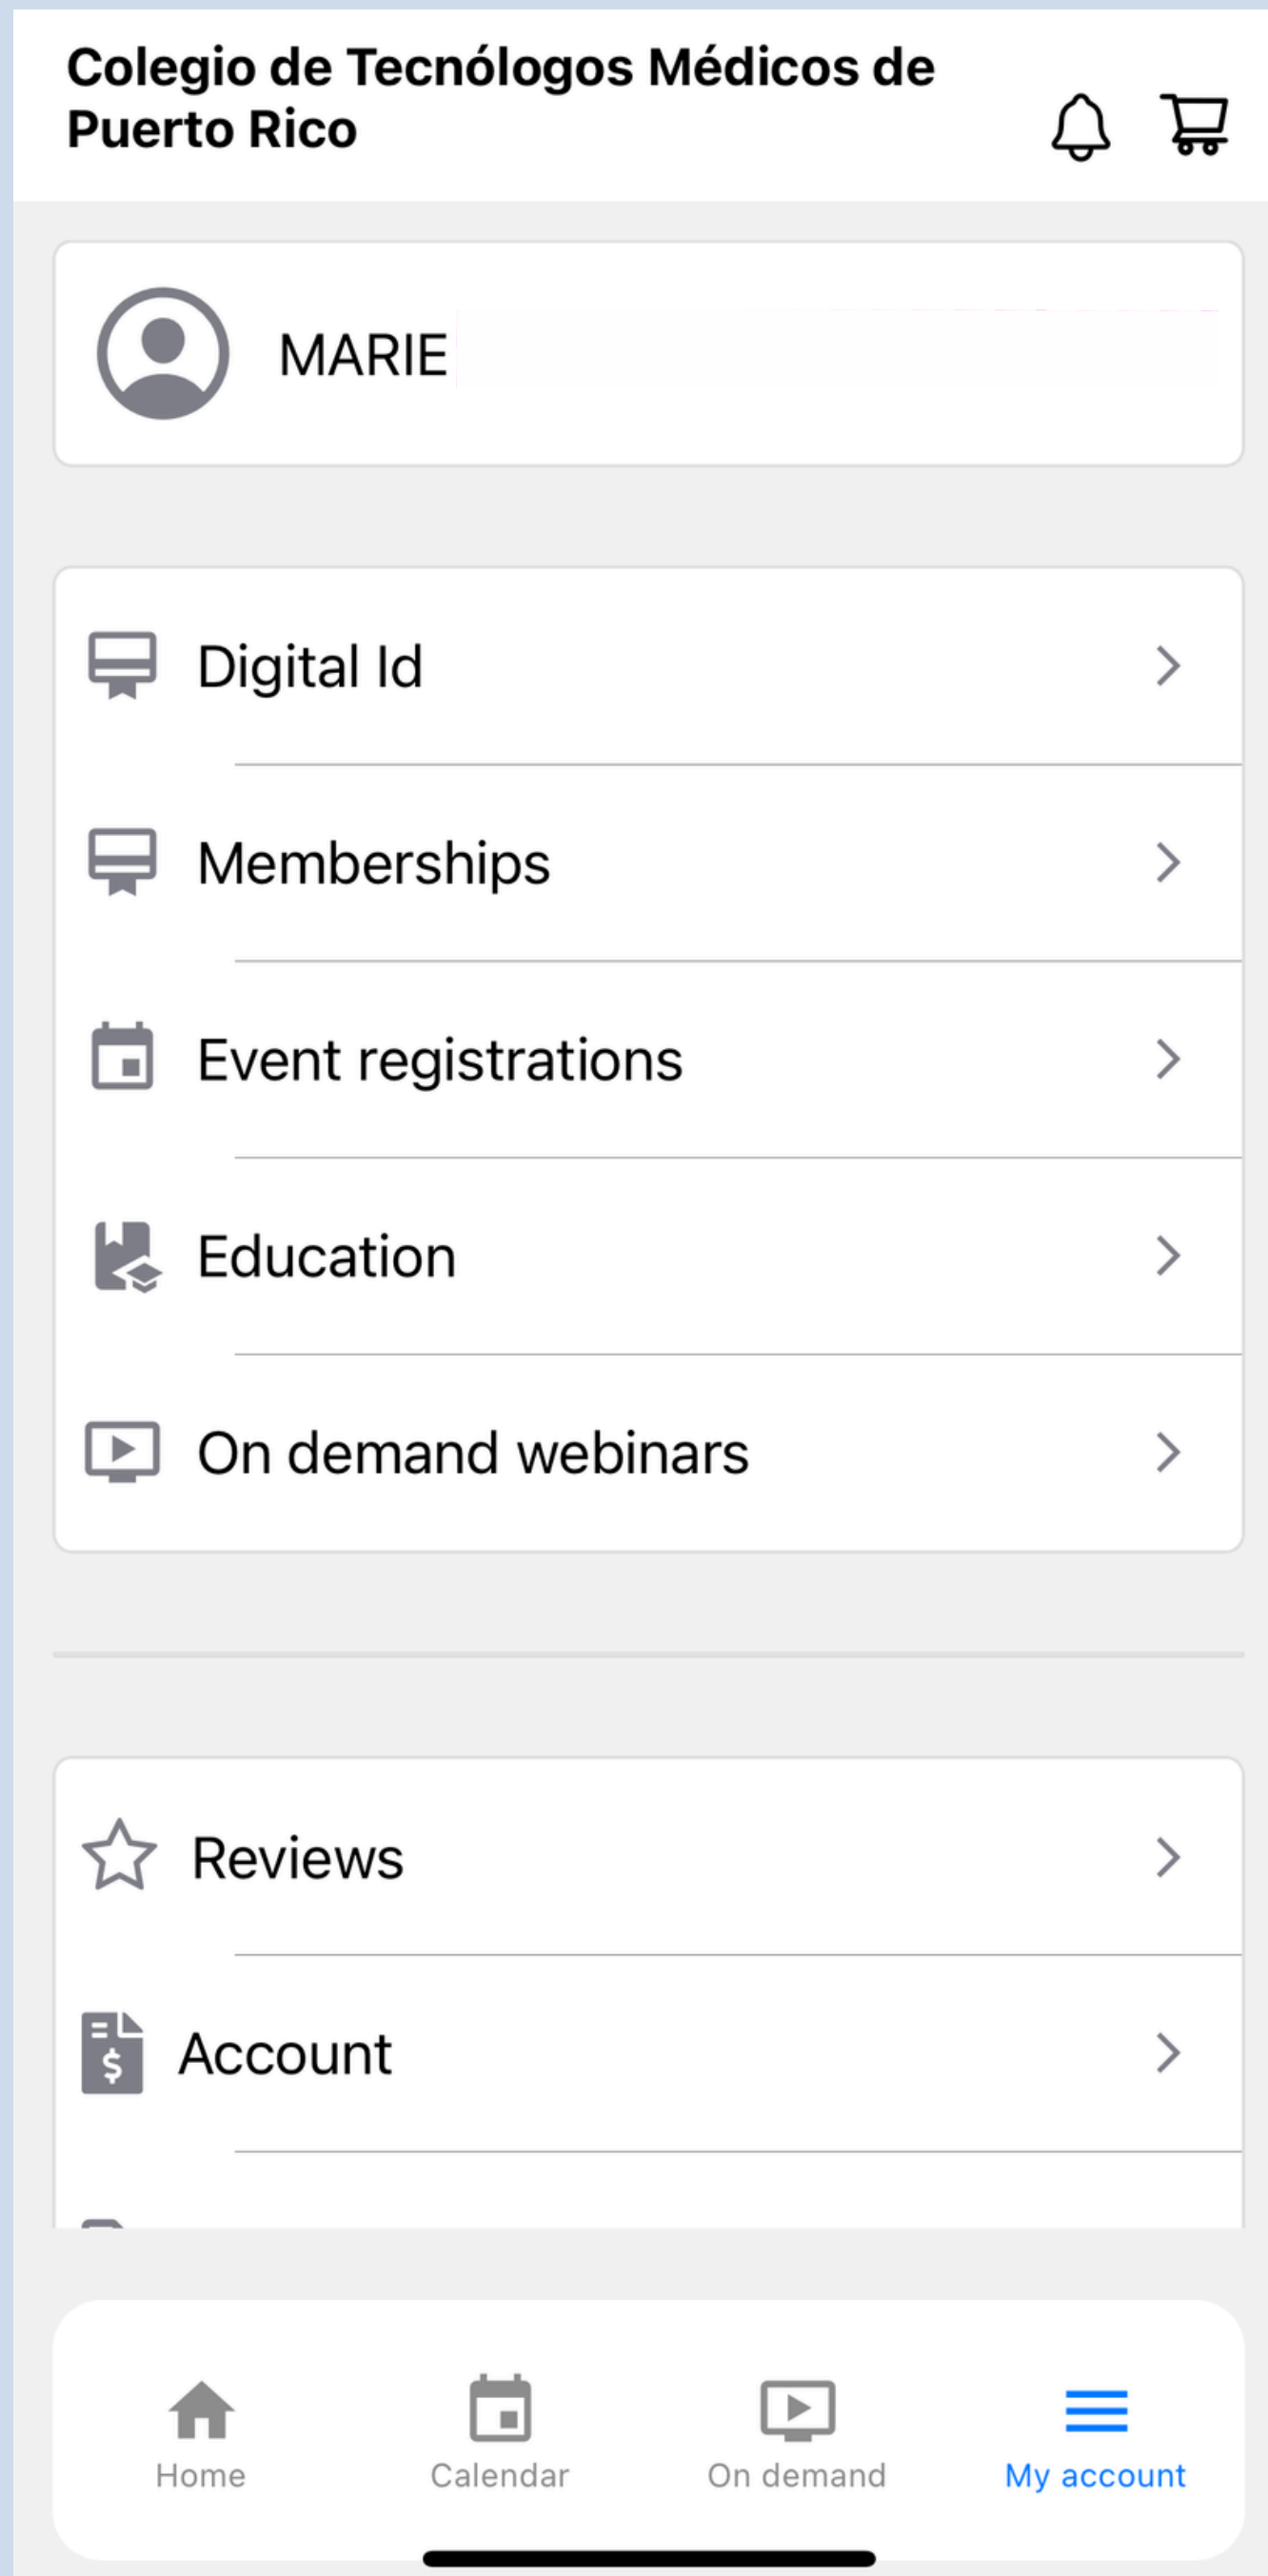 Colegio de Tecnólogos Médicos de
Puerto Rico
MARIE
Digital Id
Memberships
Event registrations
Education
On demand webinars
Reviews
Account
Home
Calendar
On demand
My account